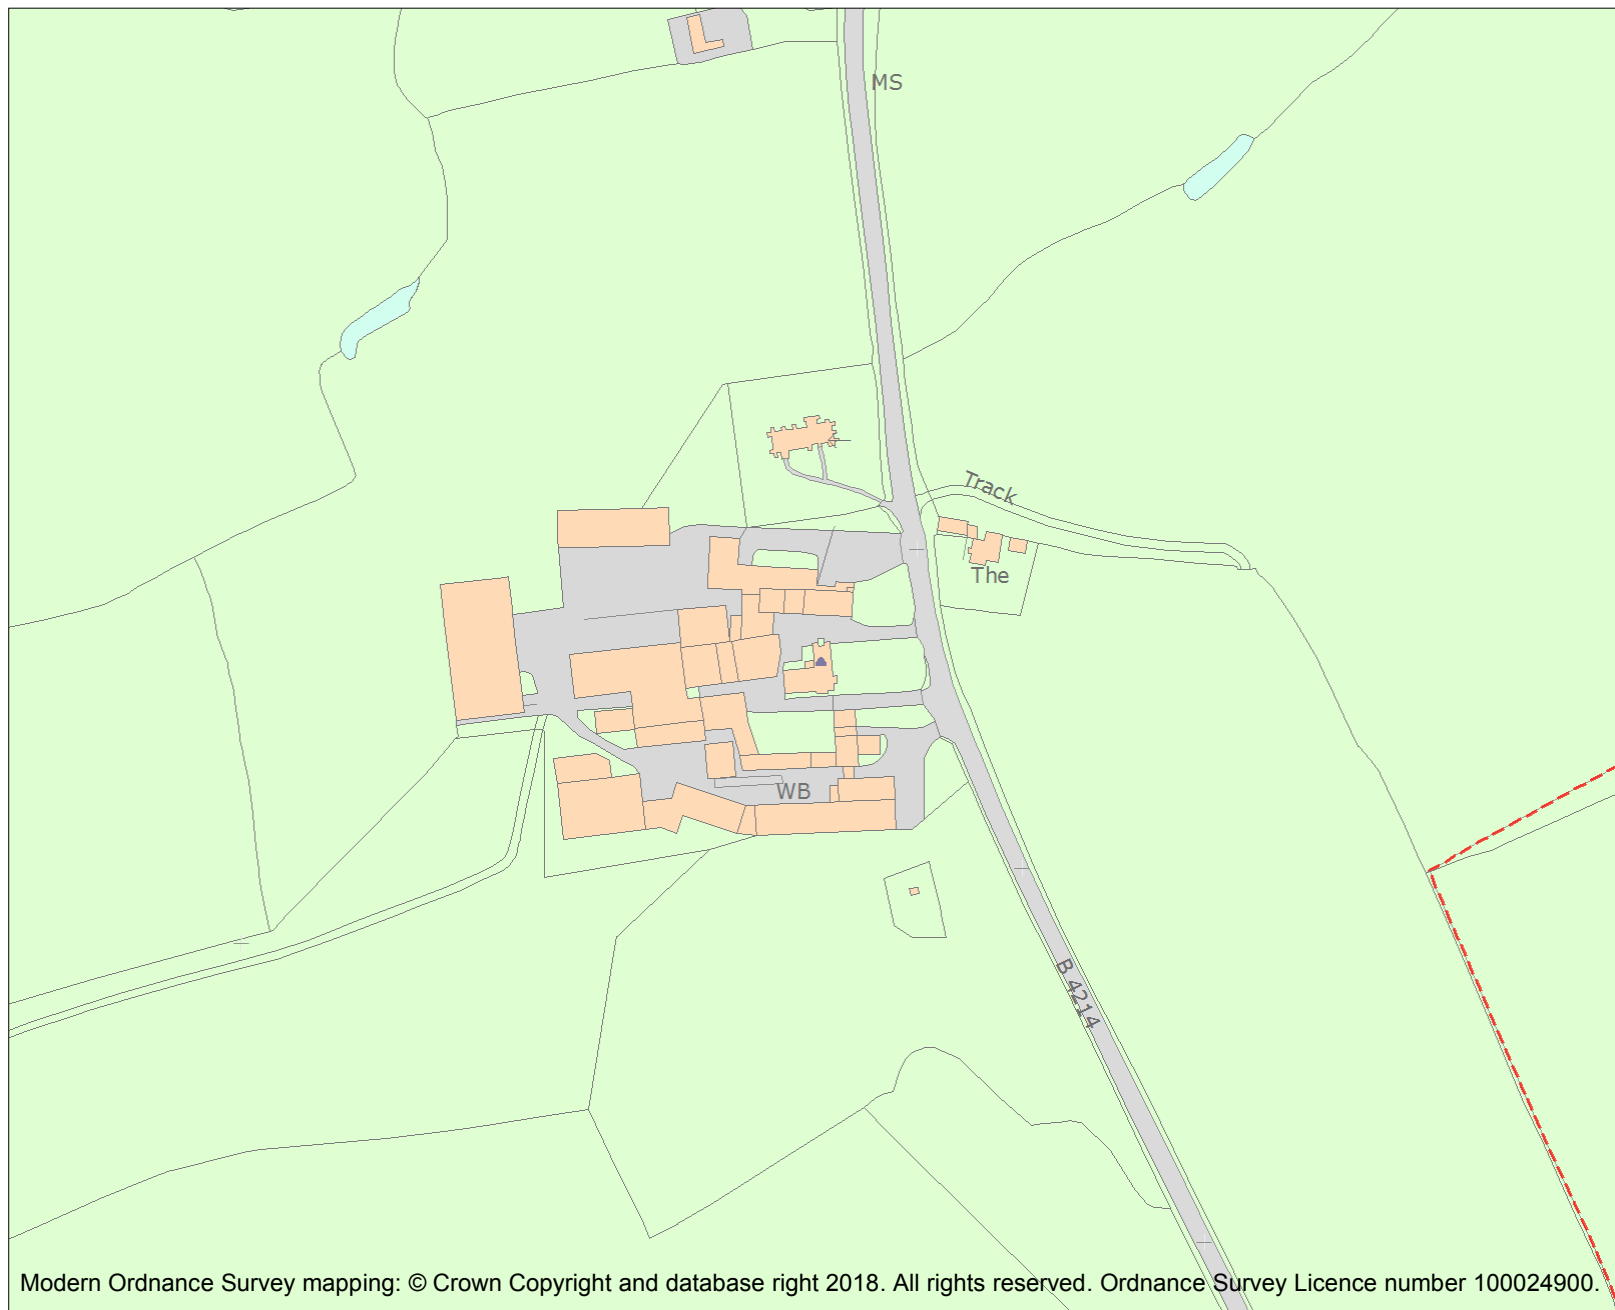 MS
Track
The
WB
B 4214
Modern Ordnance Survey mapping: © Crown Copyright and database right 2018. All rights reserved. Ordnance Survey Licence number 100024900.